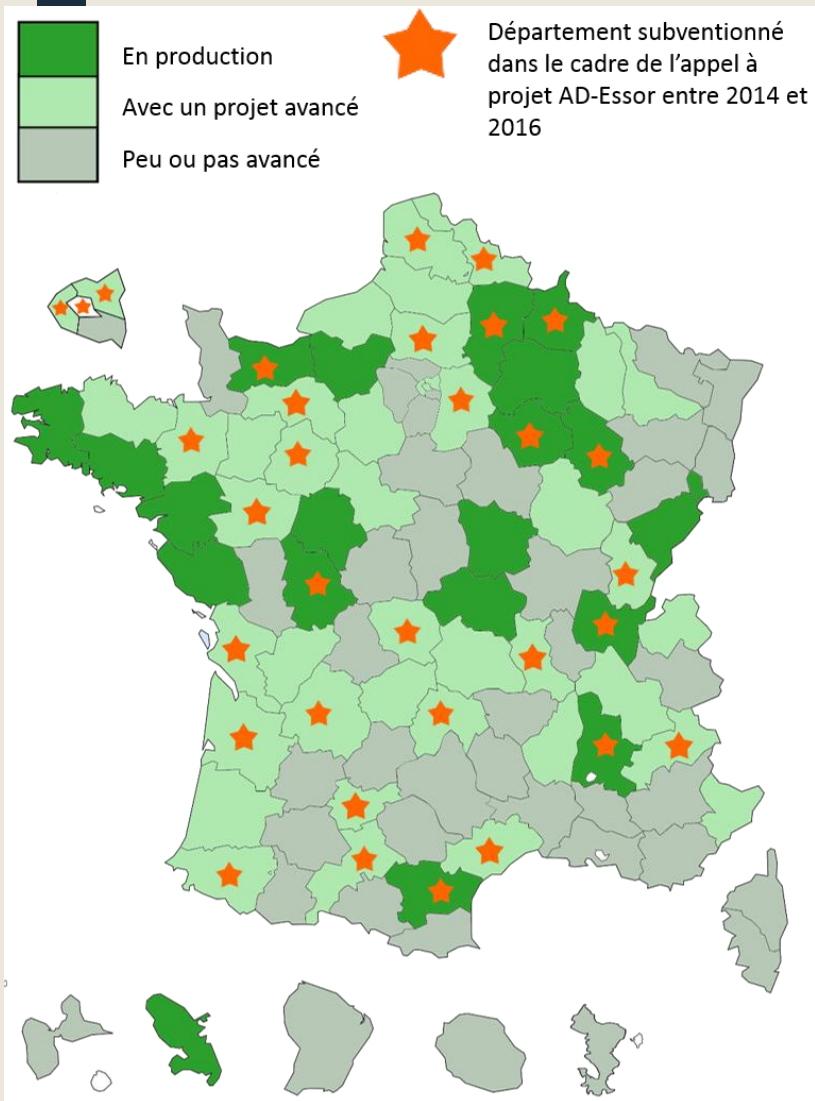 En production
Avec un projet avancé
Peu ou pas avancé
Département subventionné
dans le cadre de l’appel à
projet AD-Essor entre 2014 et
2016